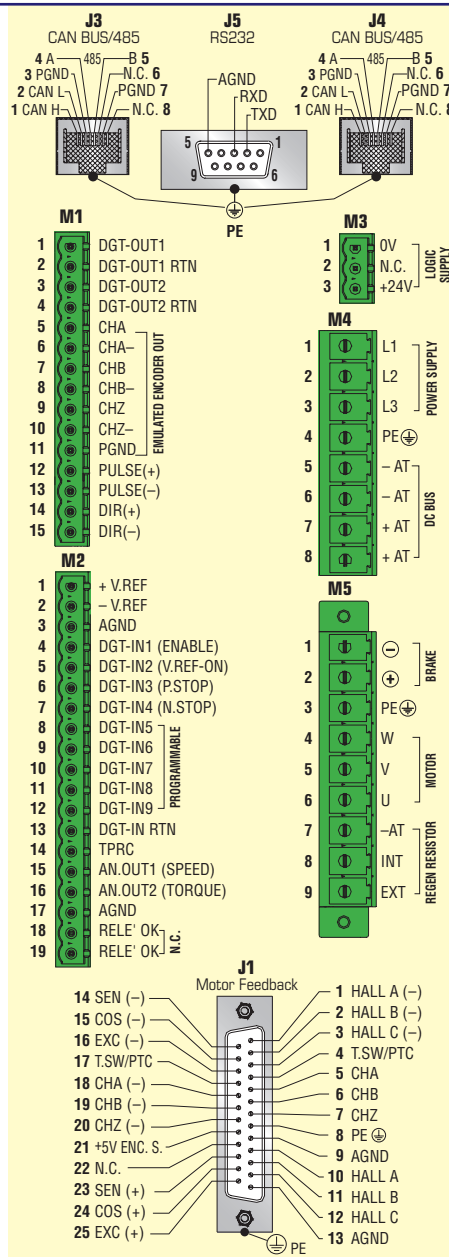 J3
CAN BUS/485
4 A 485 B 5
3 PGND N.C. 6
2 CAN L PGND 7
1 CAN H N.C. 8
J5
RS232
AGND
RXD
TXD
5 1
9 6
J4
CAN BUS/485
4 A 485 B 5
3 PGND N.C. 6
2 CAN L PGND 7
1 CAN H N.C. 8
PE
M1
1 DGT-OUT1
2 DGT-OUT1 RTN
3 DGT-OUT2
4 DGT-OUT2 RTN
5 CHA
6 CHA–
7 CHB
8 CHB–
9 CHZ
10 CHZ–
11 PGND
EMULATED ENCODER OUT
12 PULSE(+)
13 PULSE(–)
14 DIR(+)
15 DIR(–)
M2
1 + V.REF
2 – V.REF
3 AGND
4 DGT-IN1 (ENABLE)
5 DGT-IN2 (V.REF-ON)
6 DGT-IN3 (P.STOP)
7 DGT-IN4 (N.STOP)
8 DGT-IN5
9 DGT-IN6
10 DGT-IN7
11 DGT-IN8
12 DGT-IN9
PROGRAMMABLE
13 DGT-IN RTN
14 TPRC
15 AN.OUT1 (SPEED)
16 AN.OUT2 (TORQUE)
17 AGND
18 RELE' OK
19 RELE' OK
N.C.
M3
1 0V
2 N.C.
3 +24V
LOGIC
SUPPLY
M4
1 L1
2 L2
3 L3
POWER SUPPLY
4 PE
5 – AT
6 – AT
7 + AT
8 + AT
DC BUS
M5
1 –
2 +
BRAKE
3 PE
4 W
5 V
6 U
MOTOR
7 –AT
8 INT
9 EXT
REGEN RESISTOR
J1
Motor Feedback
14 SEN (–)
15 COS (–)
16 EXC (–)
17 T.SW/PTC
18 CHA (–)
19 CHB (–)
20 CHZ (–)
21 +5V ENC. S.
22 N.C.
23 SEN (+)
24 COS (+)
25 EXC (+)
1 HALL A (–)
2 HALL B (–)
3 HALL C (–)
4 T.SW/PTC
5 CHA
6 CHB
7 CHZ
8 PE
9 AGND
10 HALL A
11 HALL B
12 HALL C
13 AGND
PE